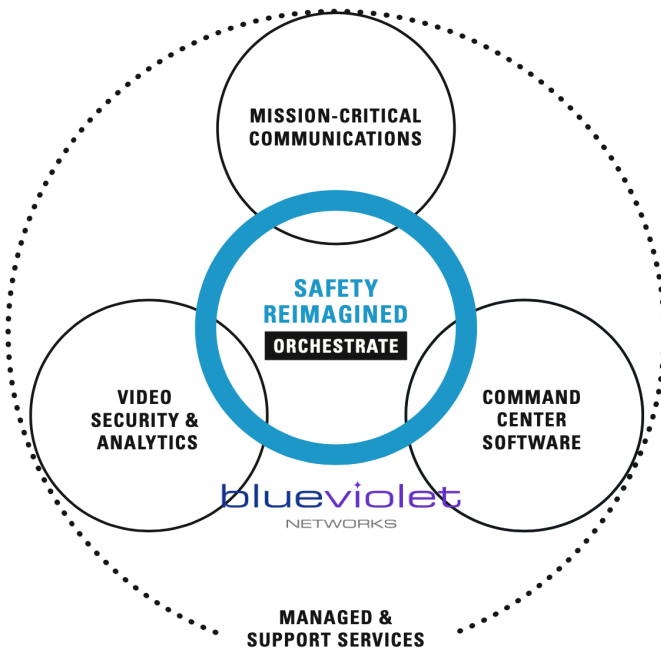 MISSION-CRITICAL
COMMUNICATIONS
SAFETY
REIMAGINED
ORCHESTRATE
VIDEO
SECURITY &
ANALYTICS
COMMAND
CENTER
SOFTWARE
blueviolet
NETWORKS
MANAGED &
SUPPORT SERVICES